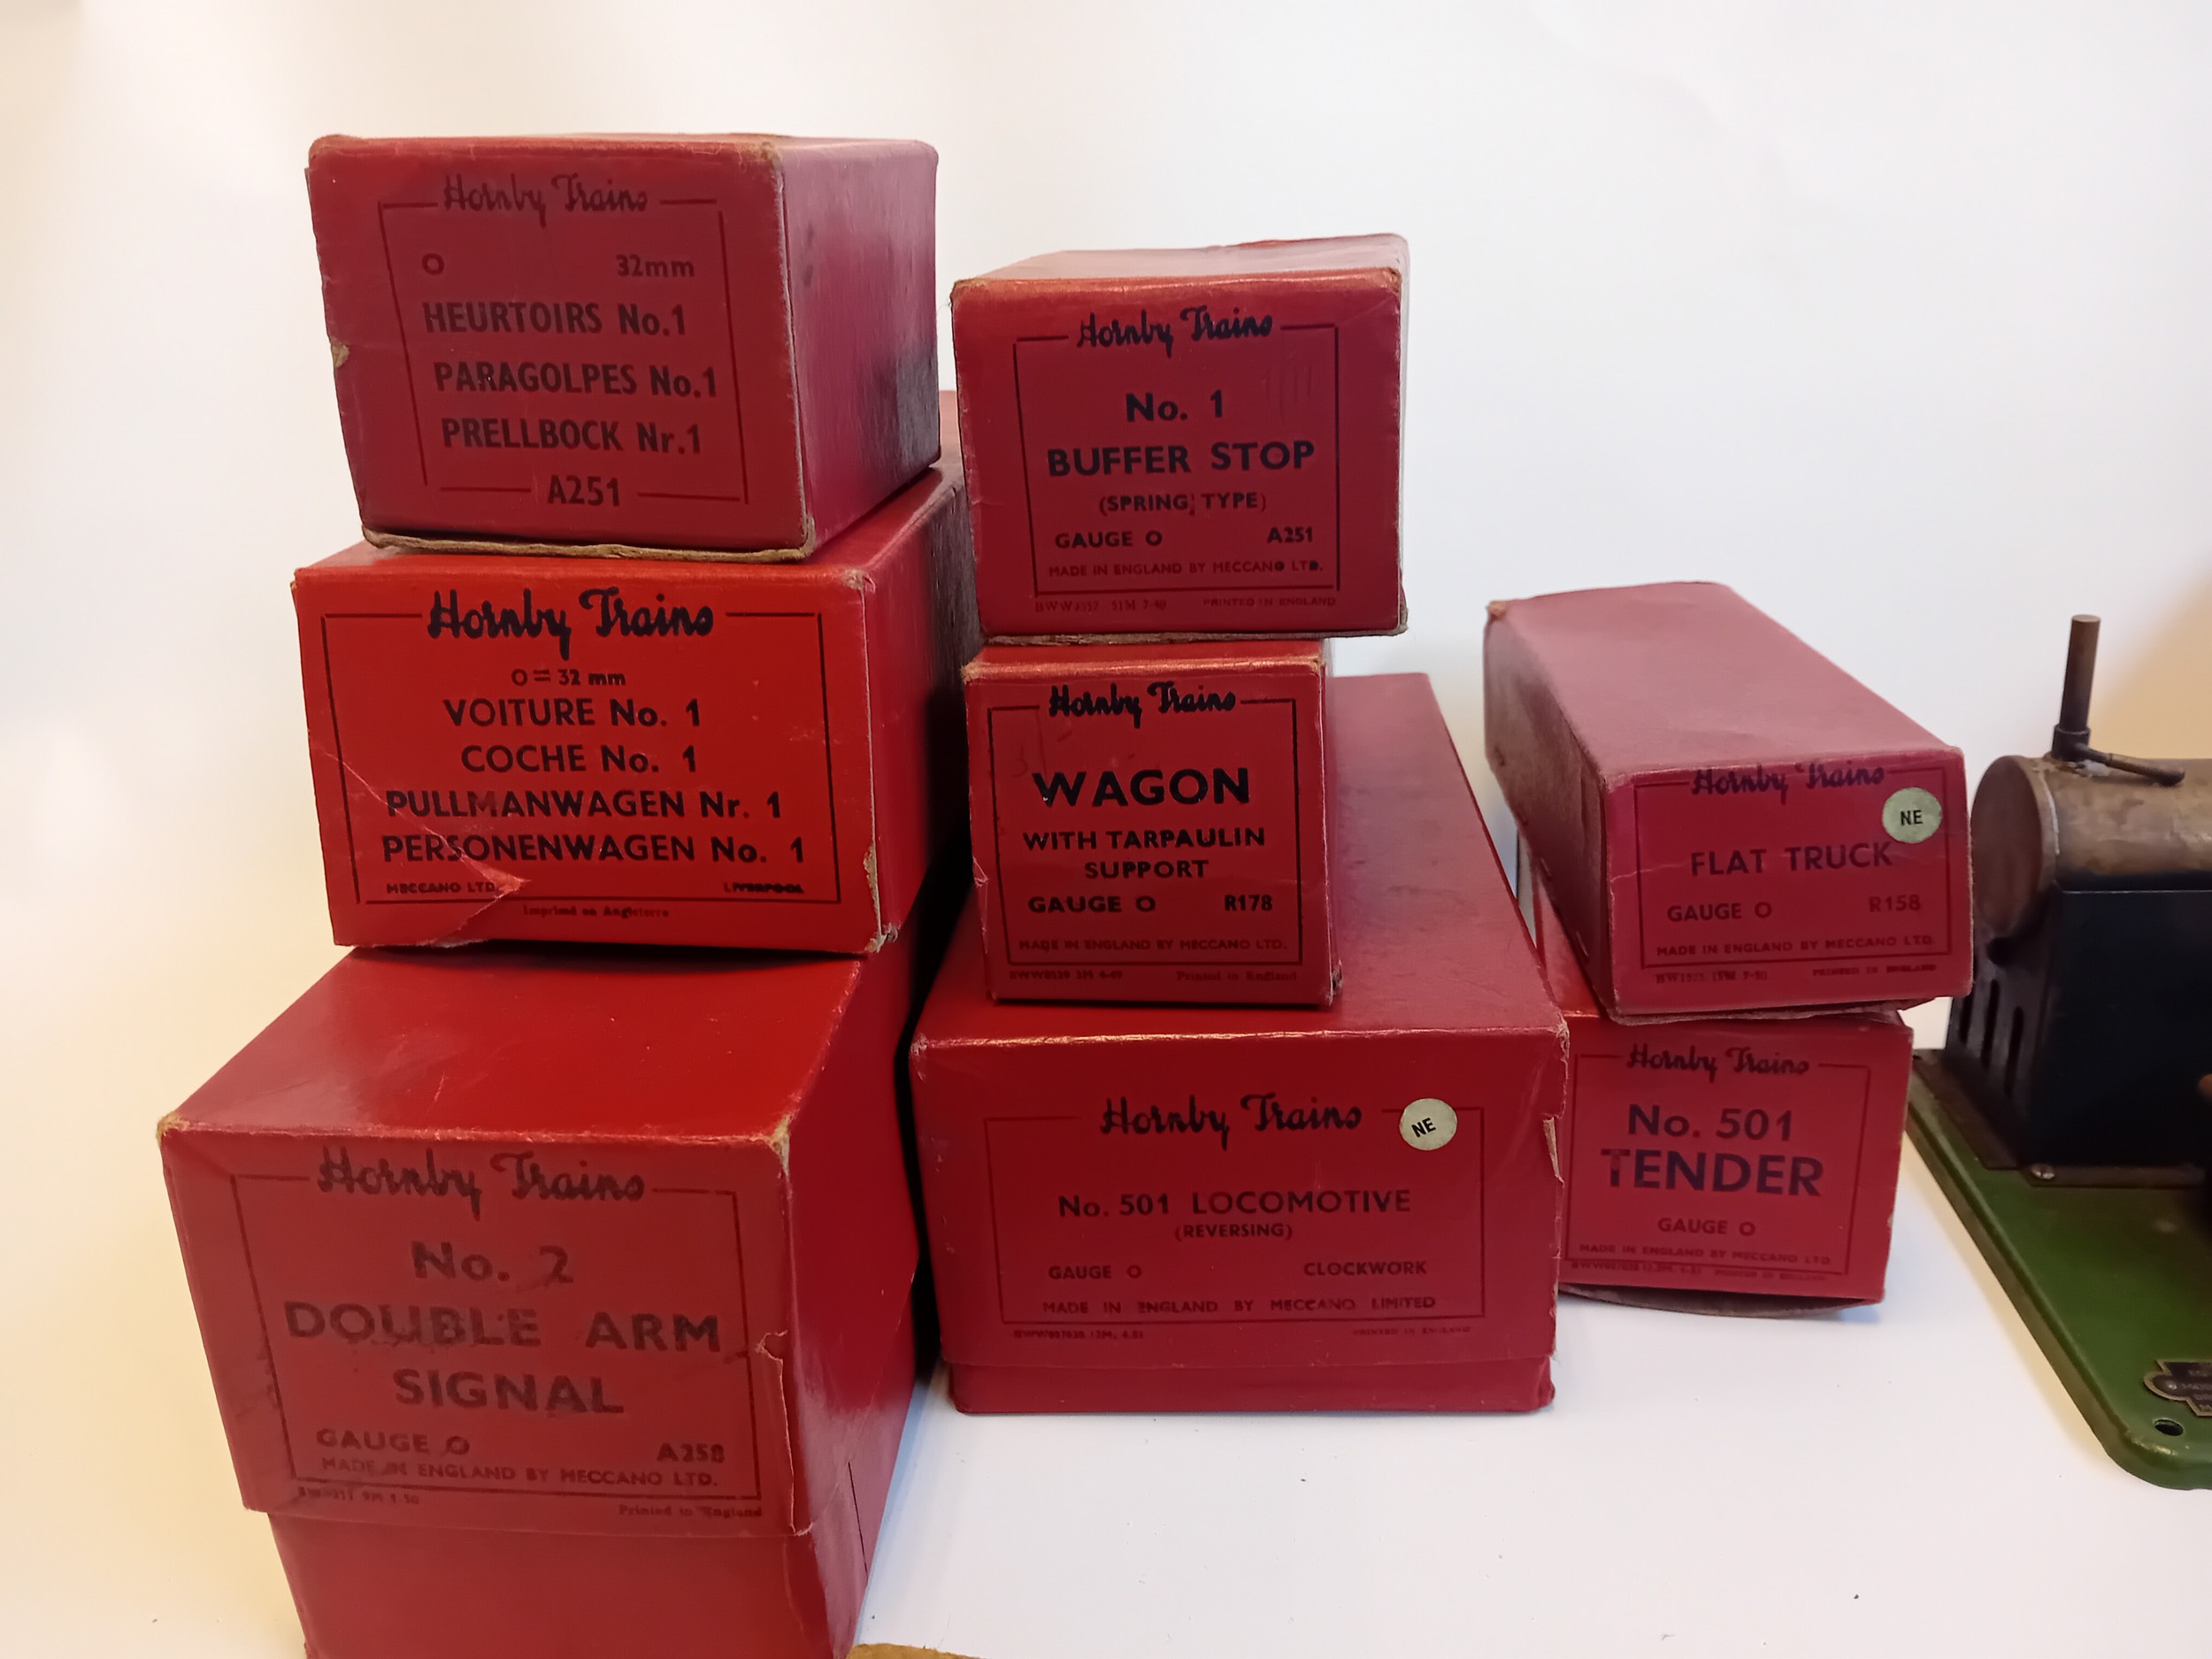 Hornby Trains
O 32mm
HEURTOIRS No.1
PARAGOLPES No.1
PRELLBOCK Nr.1
A251
Hornby Trains
O = 32 mm
VOITURE No. 1
COCHE No. 1
PULLMANWAGEN Nr. 1
PERSONENWAGEN No. 1
MECCANO LTD. LIVERPOOL
Imprimé en Angleterre
Hornby Trains
No. 2
DOUBLE ARM
SIGNAL
GAUGE O A258
MADE IN ENGLAND BY MECCANO LTD.
Printed in England
Hornby Trains
No. 1
BUFFER STOP
(SPRING TYPE)
GAUGE O A251
MADE IN ENGLAND BY MECCANO LTD.
PRINTED IN ENGLAND
Hornby Trains
WAGON
WITH TARPAULIN
SUPPORT
GAUGE O R178
MADE IN ENGLAND BY MECCANO LTD.
Printed in England
Hornby Trains
NE
No. 501 LOCOMOTIVE
(REVERSING)
GAUGE O CLOCKWORK
MADE IN ENGLAND BY MECCANO LIMITED
PRINTED IN ENGLAND
Hornby Trains
NE
FLAT TRUCK
GAUGE O R158
MADE IN ENGLAND BY MECCANO LTD.
PRINTED IN ENGLAND
Hornby Trains
No. 501
TENDER
GAUGE O
MADE IN ENGLAND BY MECCANO LTD
PRINTED IN ENGLAND